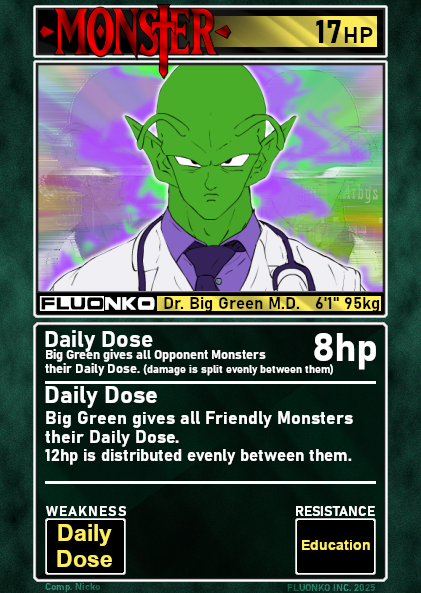 MONSTER
17HP
Arby's
FLUONKO Dr. Big Green M.D. 6'1" 95kg
Daily Dose
8hp
Big Green gives all Opponent Monsters
their Daily Dose. (damage is split evenly between them)
Daily Dose
Big Green gives all Friendly Monsters
their Daily Dose.
12hp is distributed evenly between them.
WEAKNESS
Daily
Dose
RESISTANCE
Education
Comp. Nicko
FLUONKO INC. 2025